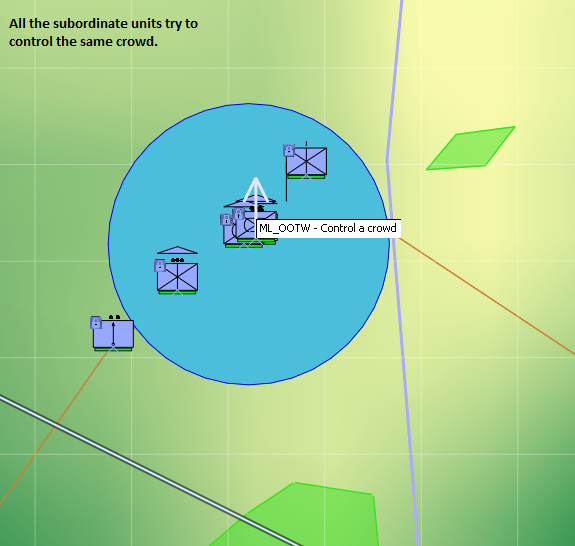 All the subordinate units try to
control the same crowd.
ML_OOTW - Control a crowd